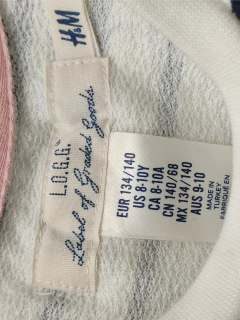 H&M
L.O.G.G.
Label of Graded Goods
EUR 134/140
US 8-10Y
CA 8-10A
CN 140/68
MX 134/140
AUS 9-10
MADE IN
TURKEY
FABRIQUÉ EN